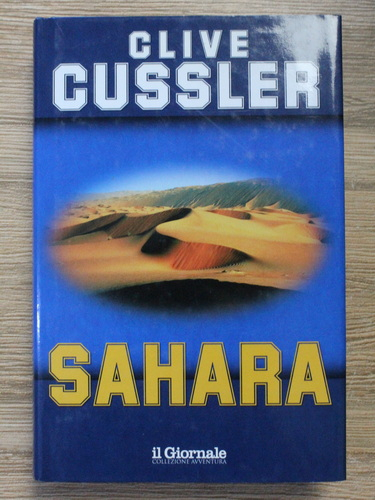 CLIVE
CUSSLER
SAHARA
il Giornale
COLLEZIONE AVVENTURA